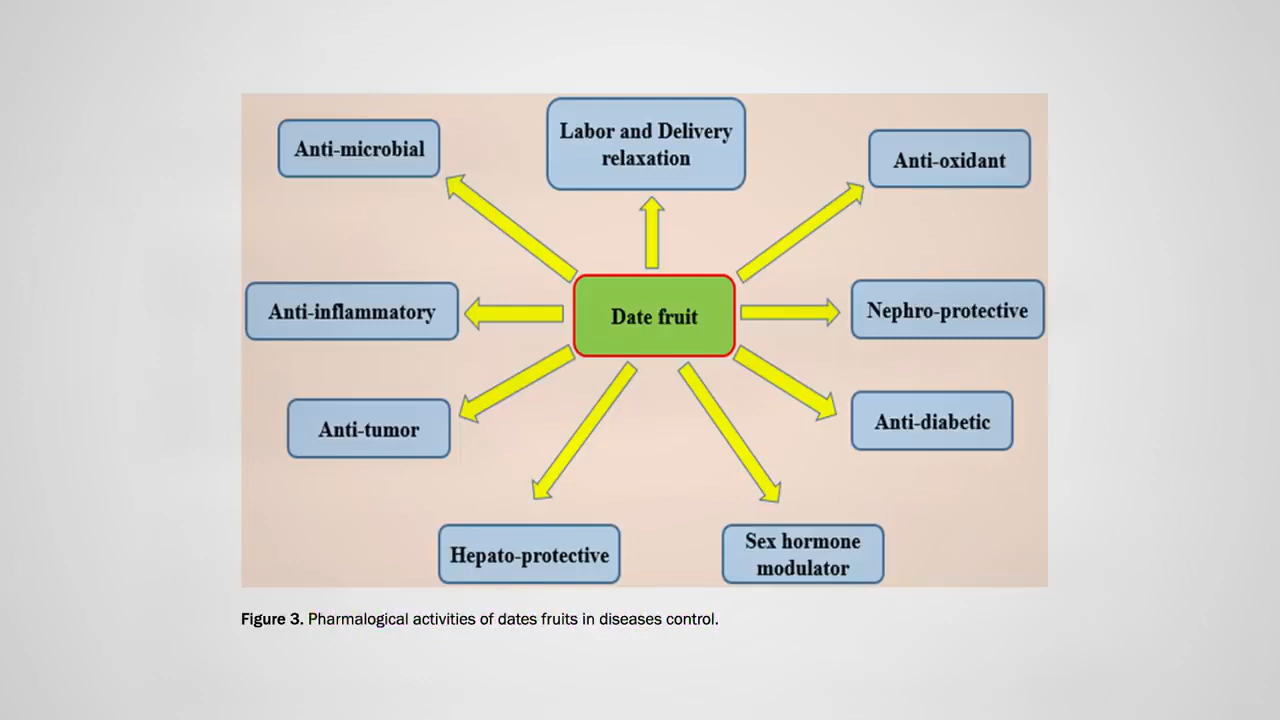 Labor and Delivery
relaxation
Anti-microbial
Anti-oxidant
Anti-inflammatory
Date fruit
Nephro-protective
Anti-tumor
Anti-diabetic
Hepato-protective
Sex hormone
modulator
Figure 3. Pharmalogical activities of dates fruits in diseases control.